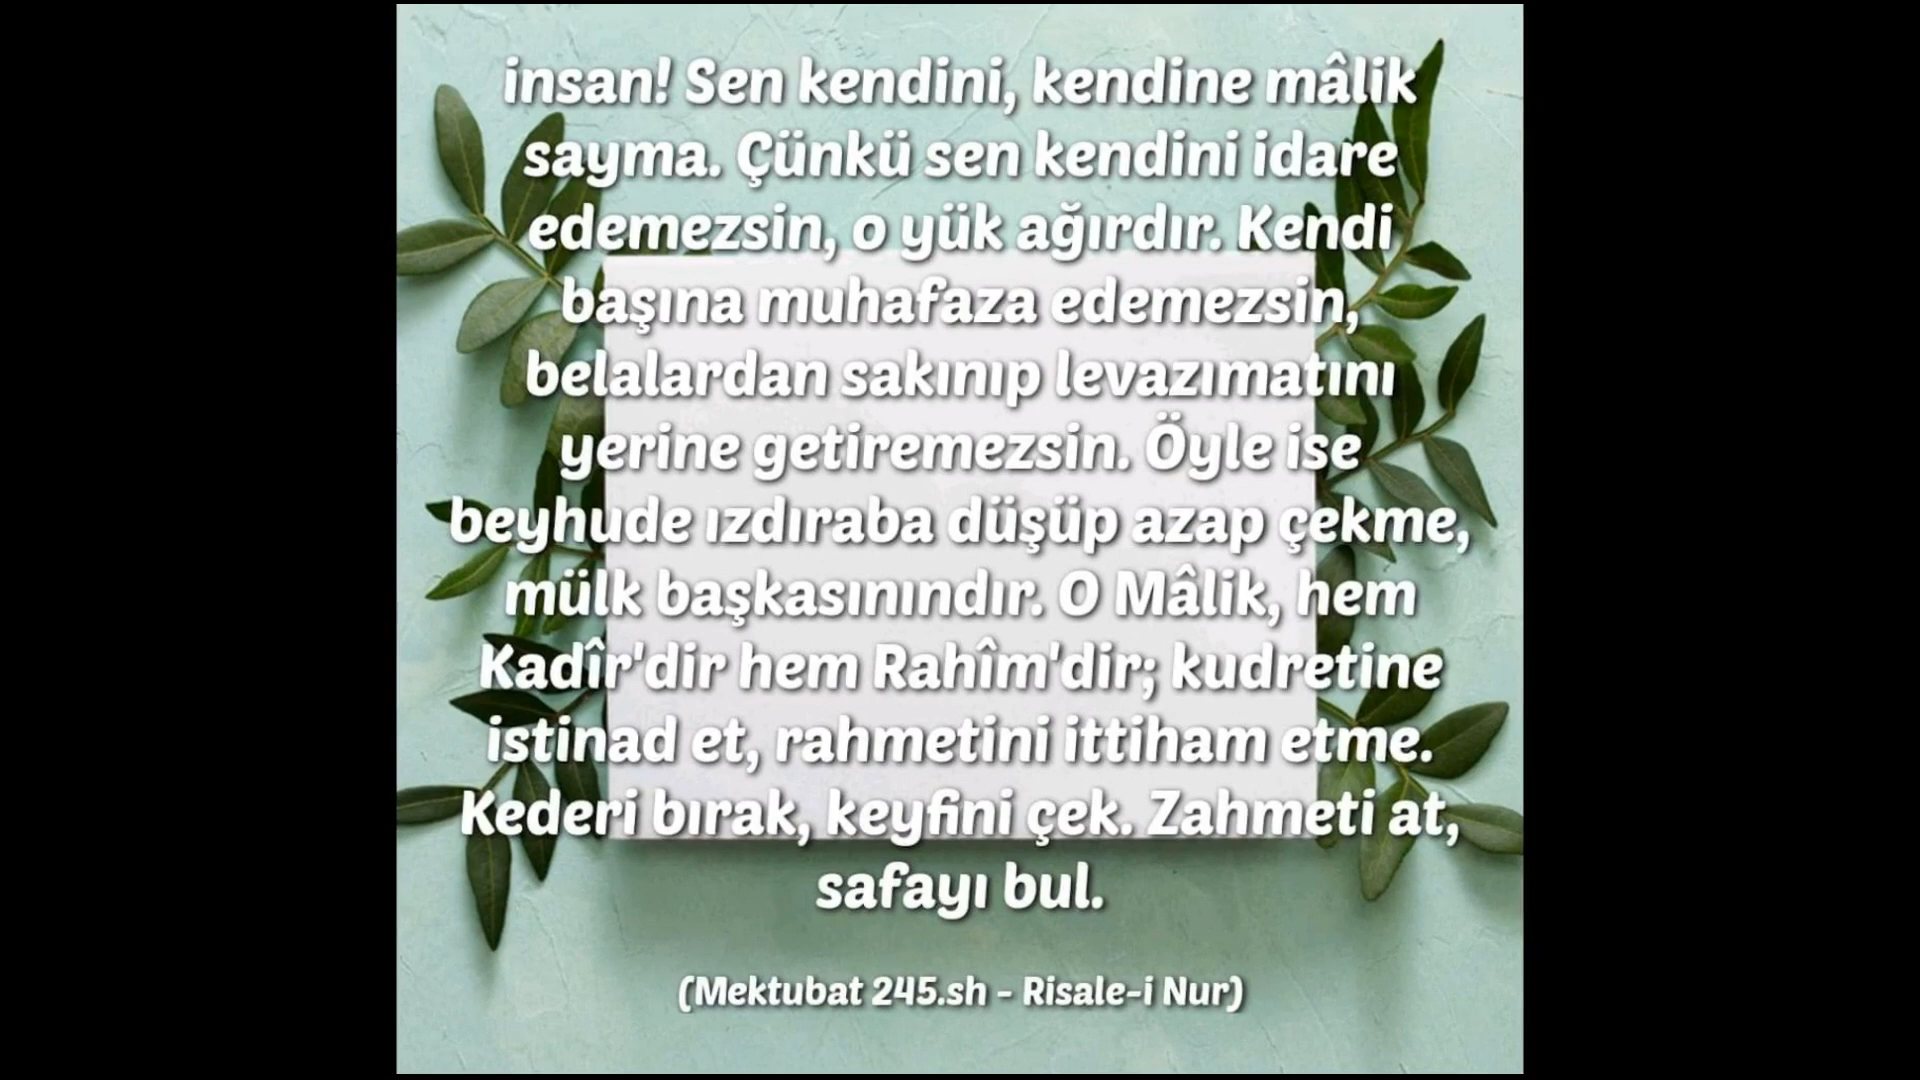 insan! Sen kendini, kendine mâlik
sayma. Çünkü sen kendini idare
edemezsin, o yük ağırdır. Kendi
başına muhafaza edemezsin,
belalardan sakınıp levazımatını
yerine getiremezsin. Öyle ise
beyhude ızdıraba düşüp azap çekme,
mülk başkasınındır. O Mâlik, hem
Kadîr'dir hem Rahîm'dir; kudretine
istinad et, rahmetini ittiham etme.
Kederi bırak, keyfini çek. Zahmeti at,
safayı bul.
(Mektubat 245.sh - Risale-i Nur)